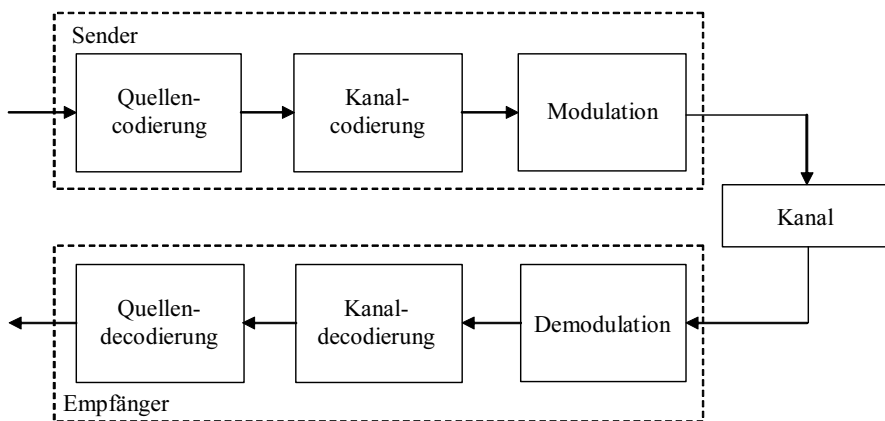 Sender
Quellen-
codierung
Kanal-
codierung
Modulation
Kanal
Quellen-
decodierung
Kanal-
decodierung
Demodulation
Empfänger